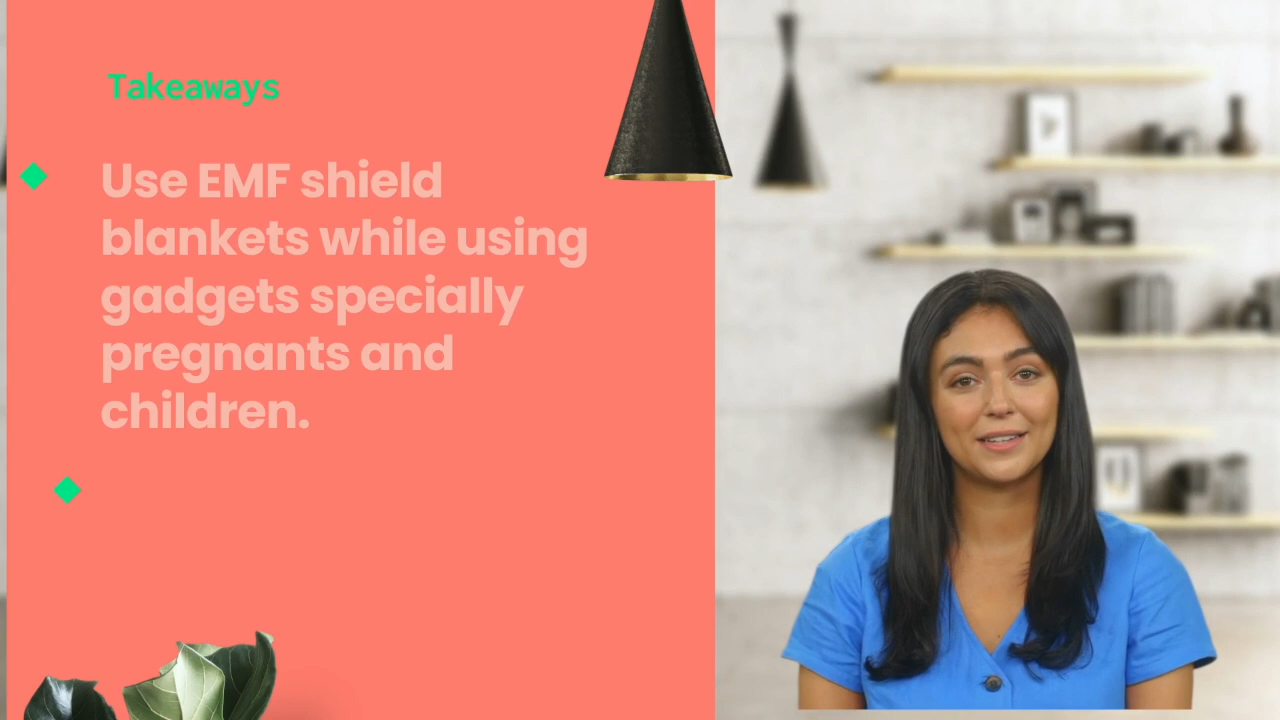 Takeaways
Use EMF shield
blankets while using
gadgets specially
pregnants and
children.